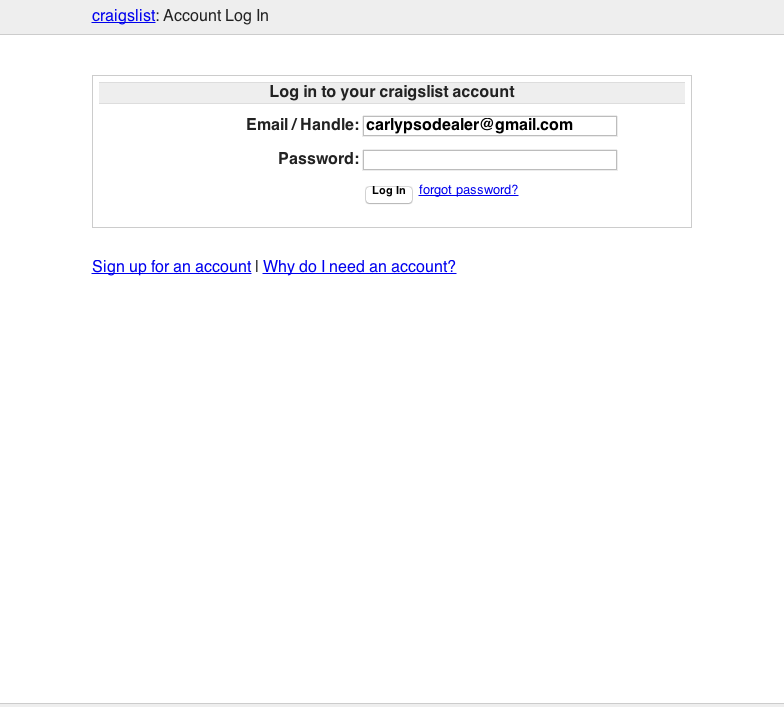 craigslist: Account Log In
Log in to your craigslist account
Email / Handle: carlypsodealer@gmail.com
Password:
Log In forgot password?
Sign up for an account | Why do I need an account?